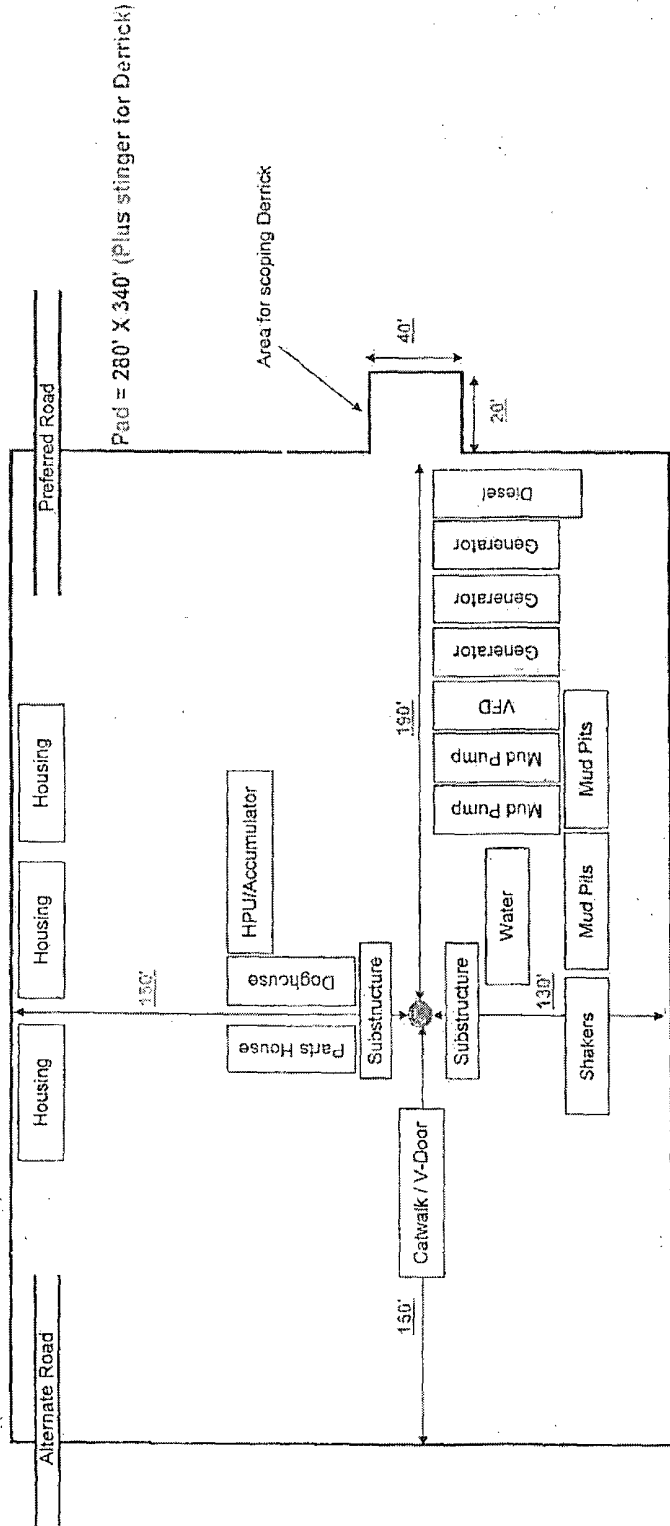 Alternate Road
Preferred Road
Pad = 280' X 340' (Plus stinger for Derrick)
Housing
Housing
Housing
150'
Area for scoping Derrick
Parts House
Doghouse
HPU/Accumulator
Substructure
190'
40'
20'
150'
Catwalk / V-Door
Substructure
Water
Mud Pump
Mud Pump
VFD
Generator
Generator
Generator
Diesel
130'
Shakers
Mud Pits
Mud Pits